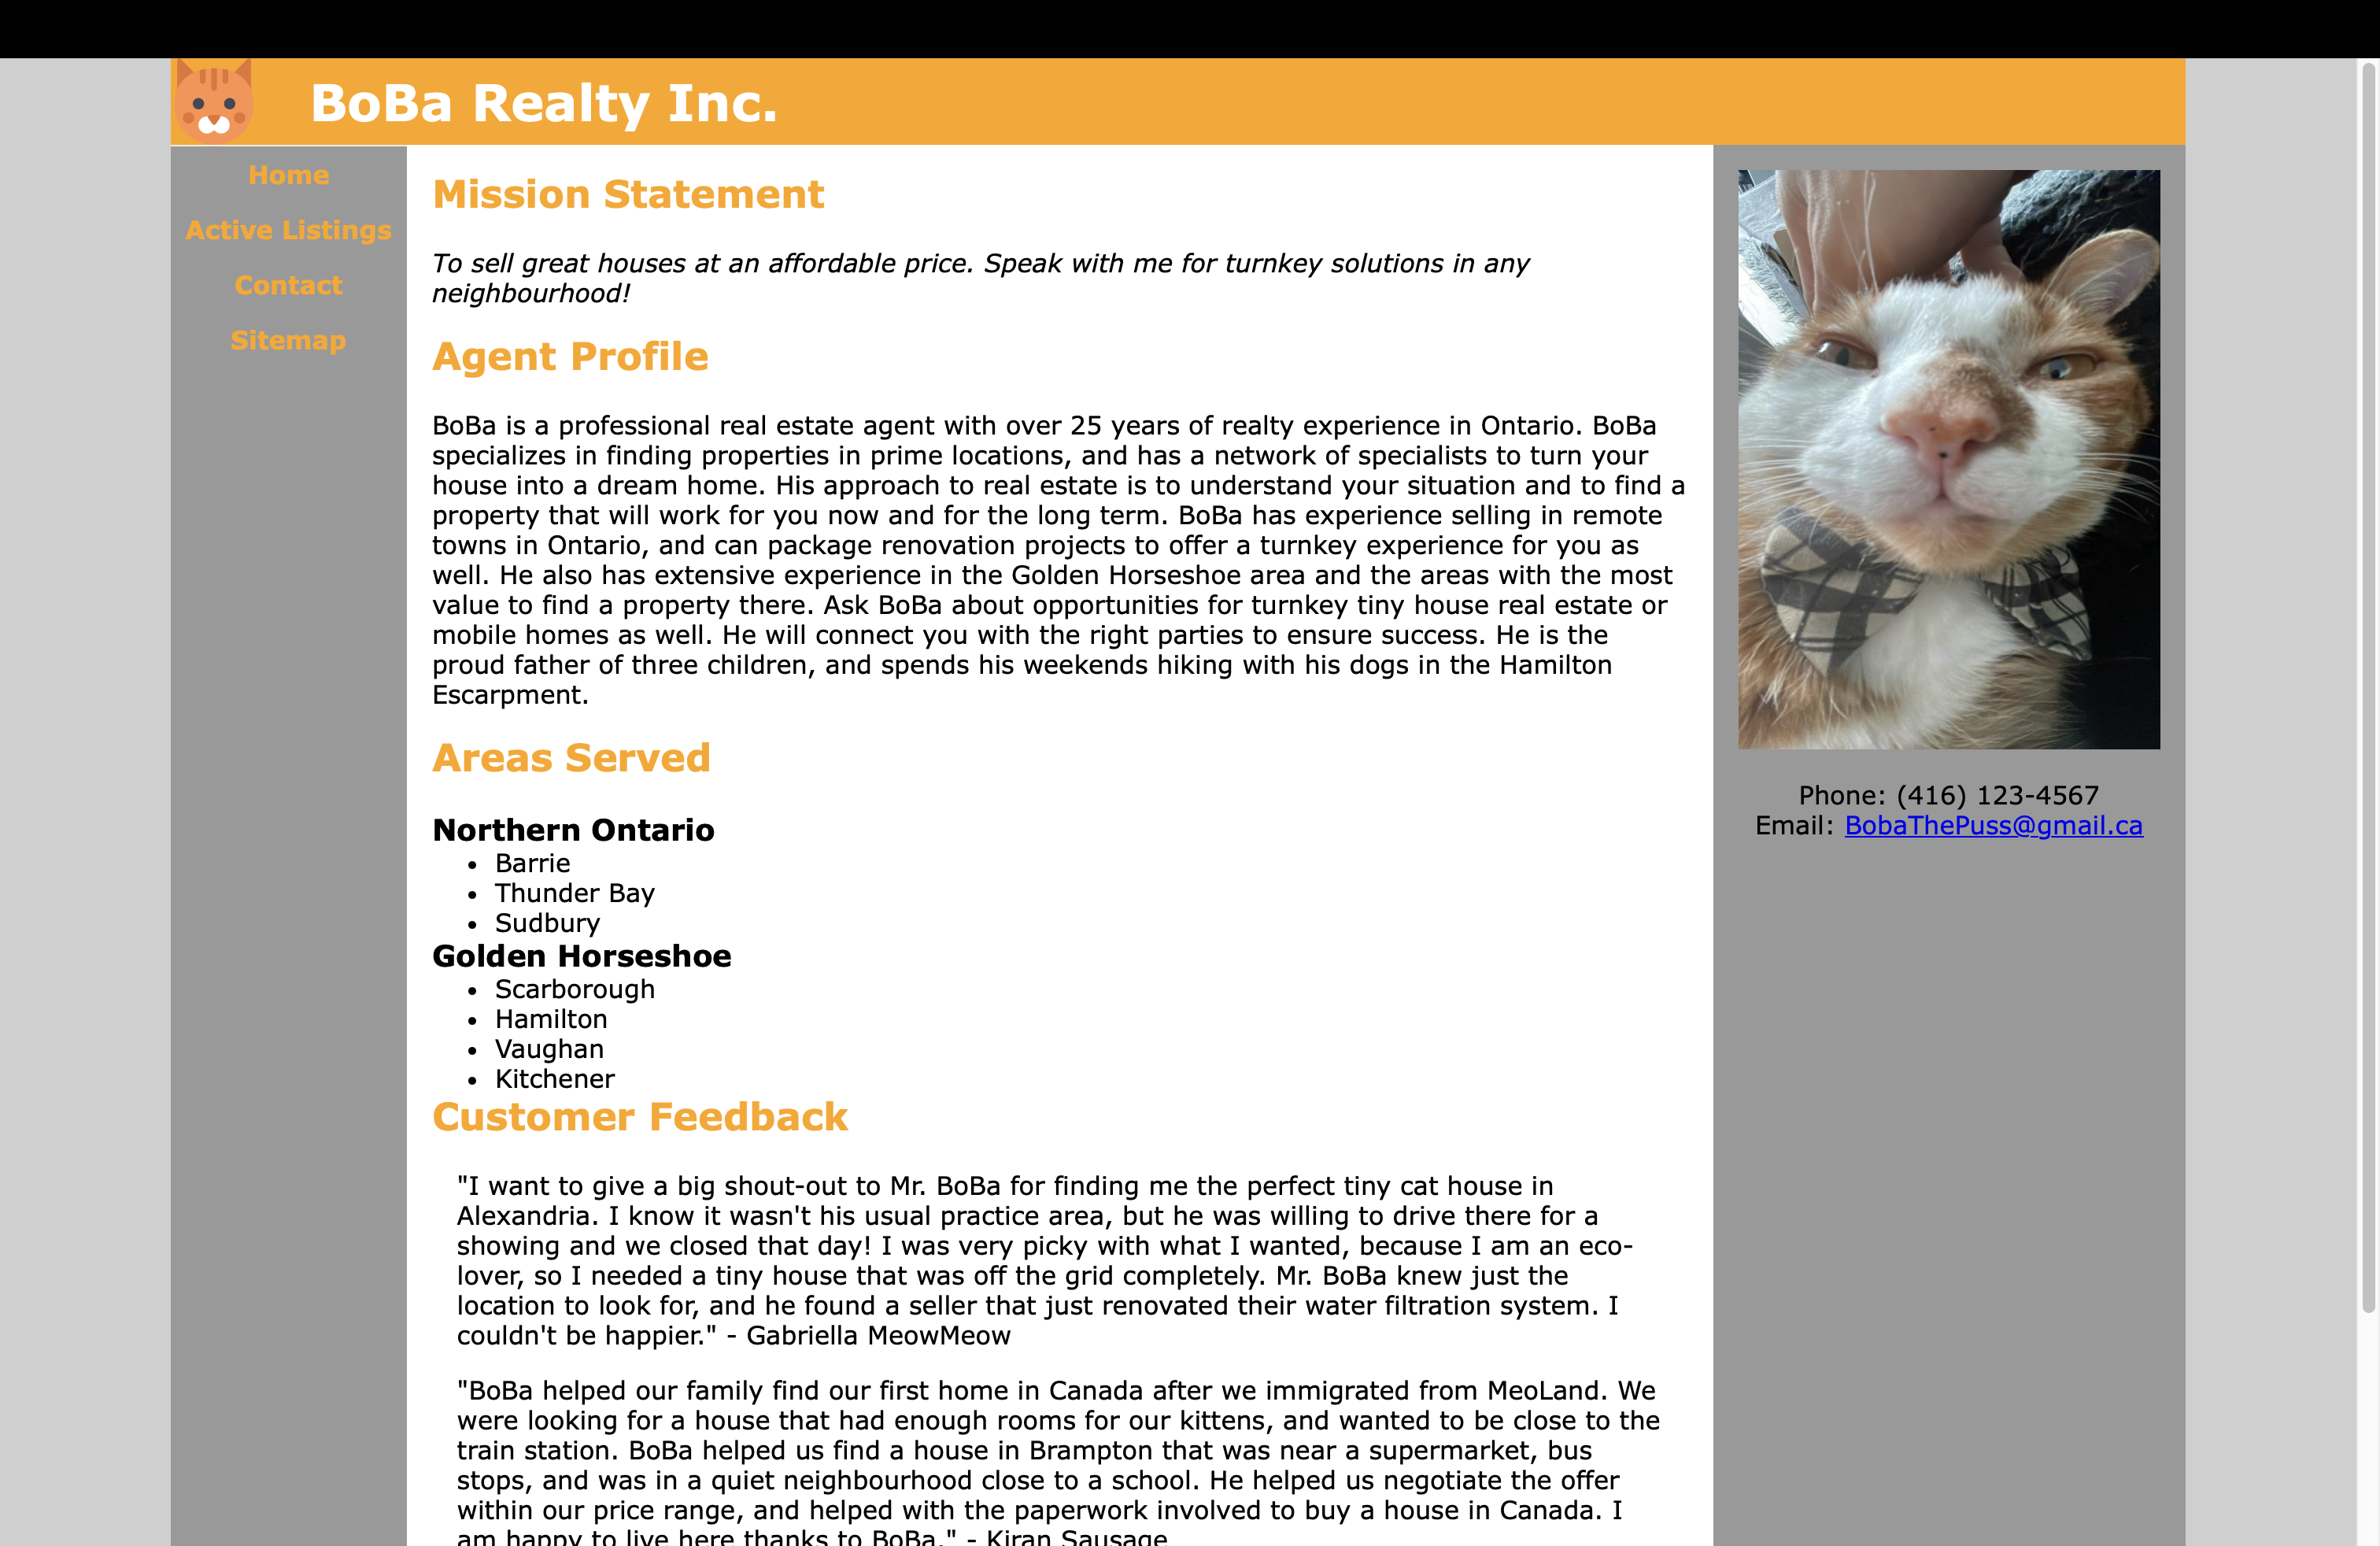 BoBa Realty Inc.
Home
Active Listings
Contact
Sitemap
Mission Statement
To sell great houses at an affordable price. Speak with me for turnkey solutions in any
neighbourhood!
Agent Profile
BoBa is a professional real estate agent with over 25 years of realty experience in Ontario. BoBa
specializes in finding properties in prime locations, and has a network of specialists to turn your
house into a dream home. His approach to real estate is to understand your situation and to find a
property that will work for you now and for the long term. BoBa has experience selling in remote
towns in Ontario, and can package renovation projects to offer a turnkey experience for you as
well. He also has extensive experience in the Golden Horseshoe area and the areas with the most
value to find a property there. Ask BoBa about opportunities for turnkey tiny house real estate or
mobile homes as well. He will connect you with the right parties to ensure success. He is the
proud father of three children, and spends his weekends hiking with his dogs in the Hamilton
Escarpment.
Areas Served
Northern Ontario
• Barrie
• Thunder Bay
• Sudbury
Golden Horseshoe
• Scarborough
• Hamilton
• Vaughan
• Kitchener
Customer Feedback
"I want to give a big shout-out to Mr. BoBa for finding me the perfect tiny cat house in
Alexandria. I know it wasn't his usual practice area, but he was willing to drive there for a
showing and we closed that day! I was very picky with what I wanted, because I am an eco-
lover, so I needed a tiny house that was off the grid completely. Mr. BoBa knew just the
location to look for, and he found a seller that just renovated their water filtration system. I
couldn't be happier." - Gabriella MeowMeow
"BoBa helped our family find our first home in Canada after we immigrated from MeoLand. We
were looking for a house that had enough rooms for our kittens, and wanted to be close to the
train station. BoBa helped us find a house in Brampton that was near a supermarket, bus
stops, and was in a quiet neighbourhood close to a school. He helped us negotiate the offer
within our price range, and helped with the paperwork involved to buy a house in Canada. I
am happy to live here thanks to BoBa." - Kiran Sausage
Phone: (416) 123-4567
Email: BobaThePuss@gmail.ca